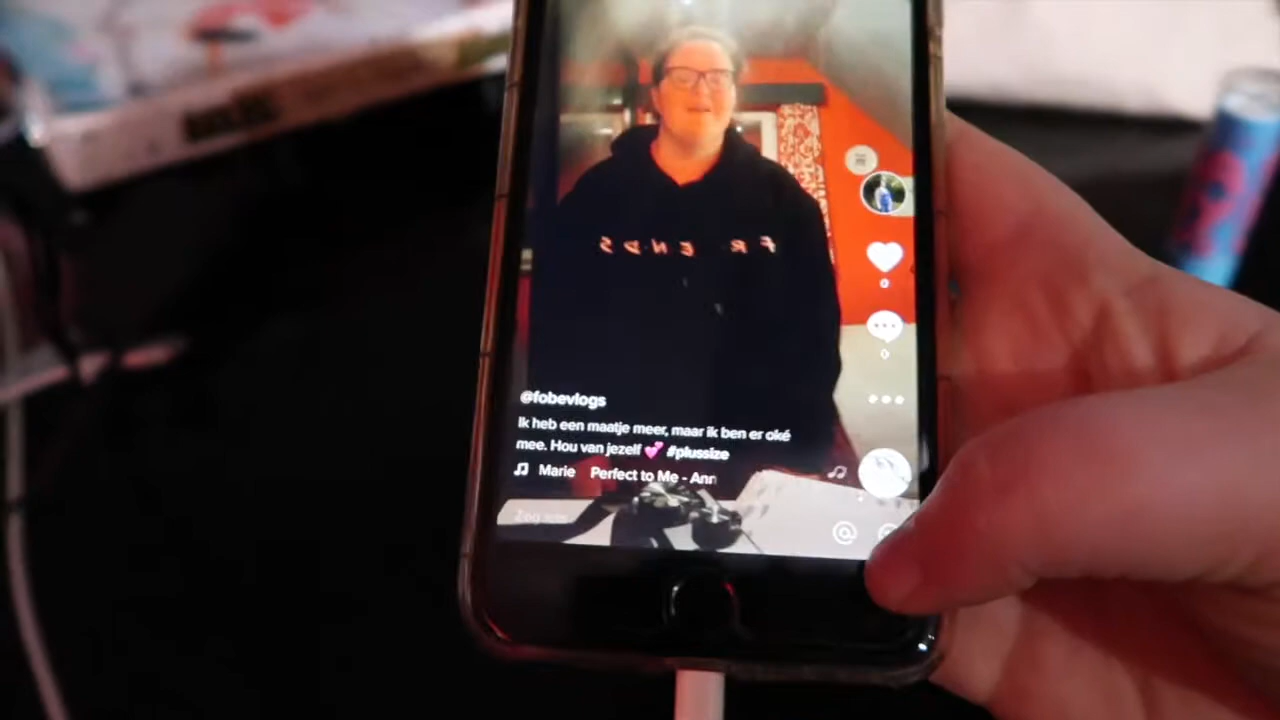 @fobevlogs
Ik heb een maatje meer, maar ik ben er oké
mee. Hou van jezelf 💕 #plussize
Marie Perfect to Me - Ann